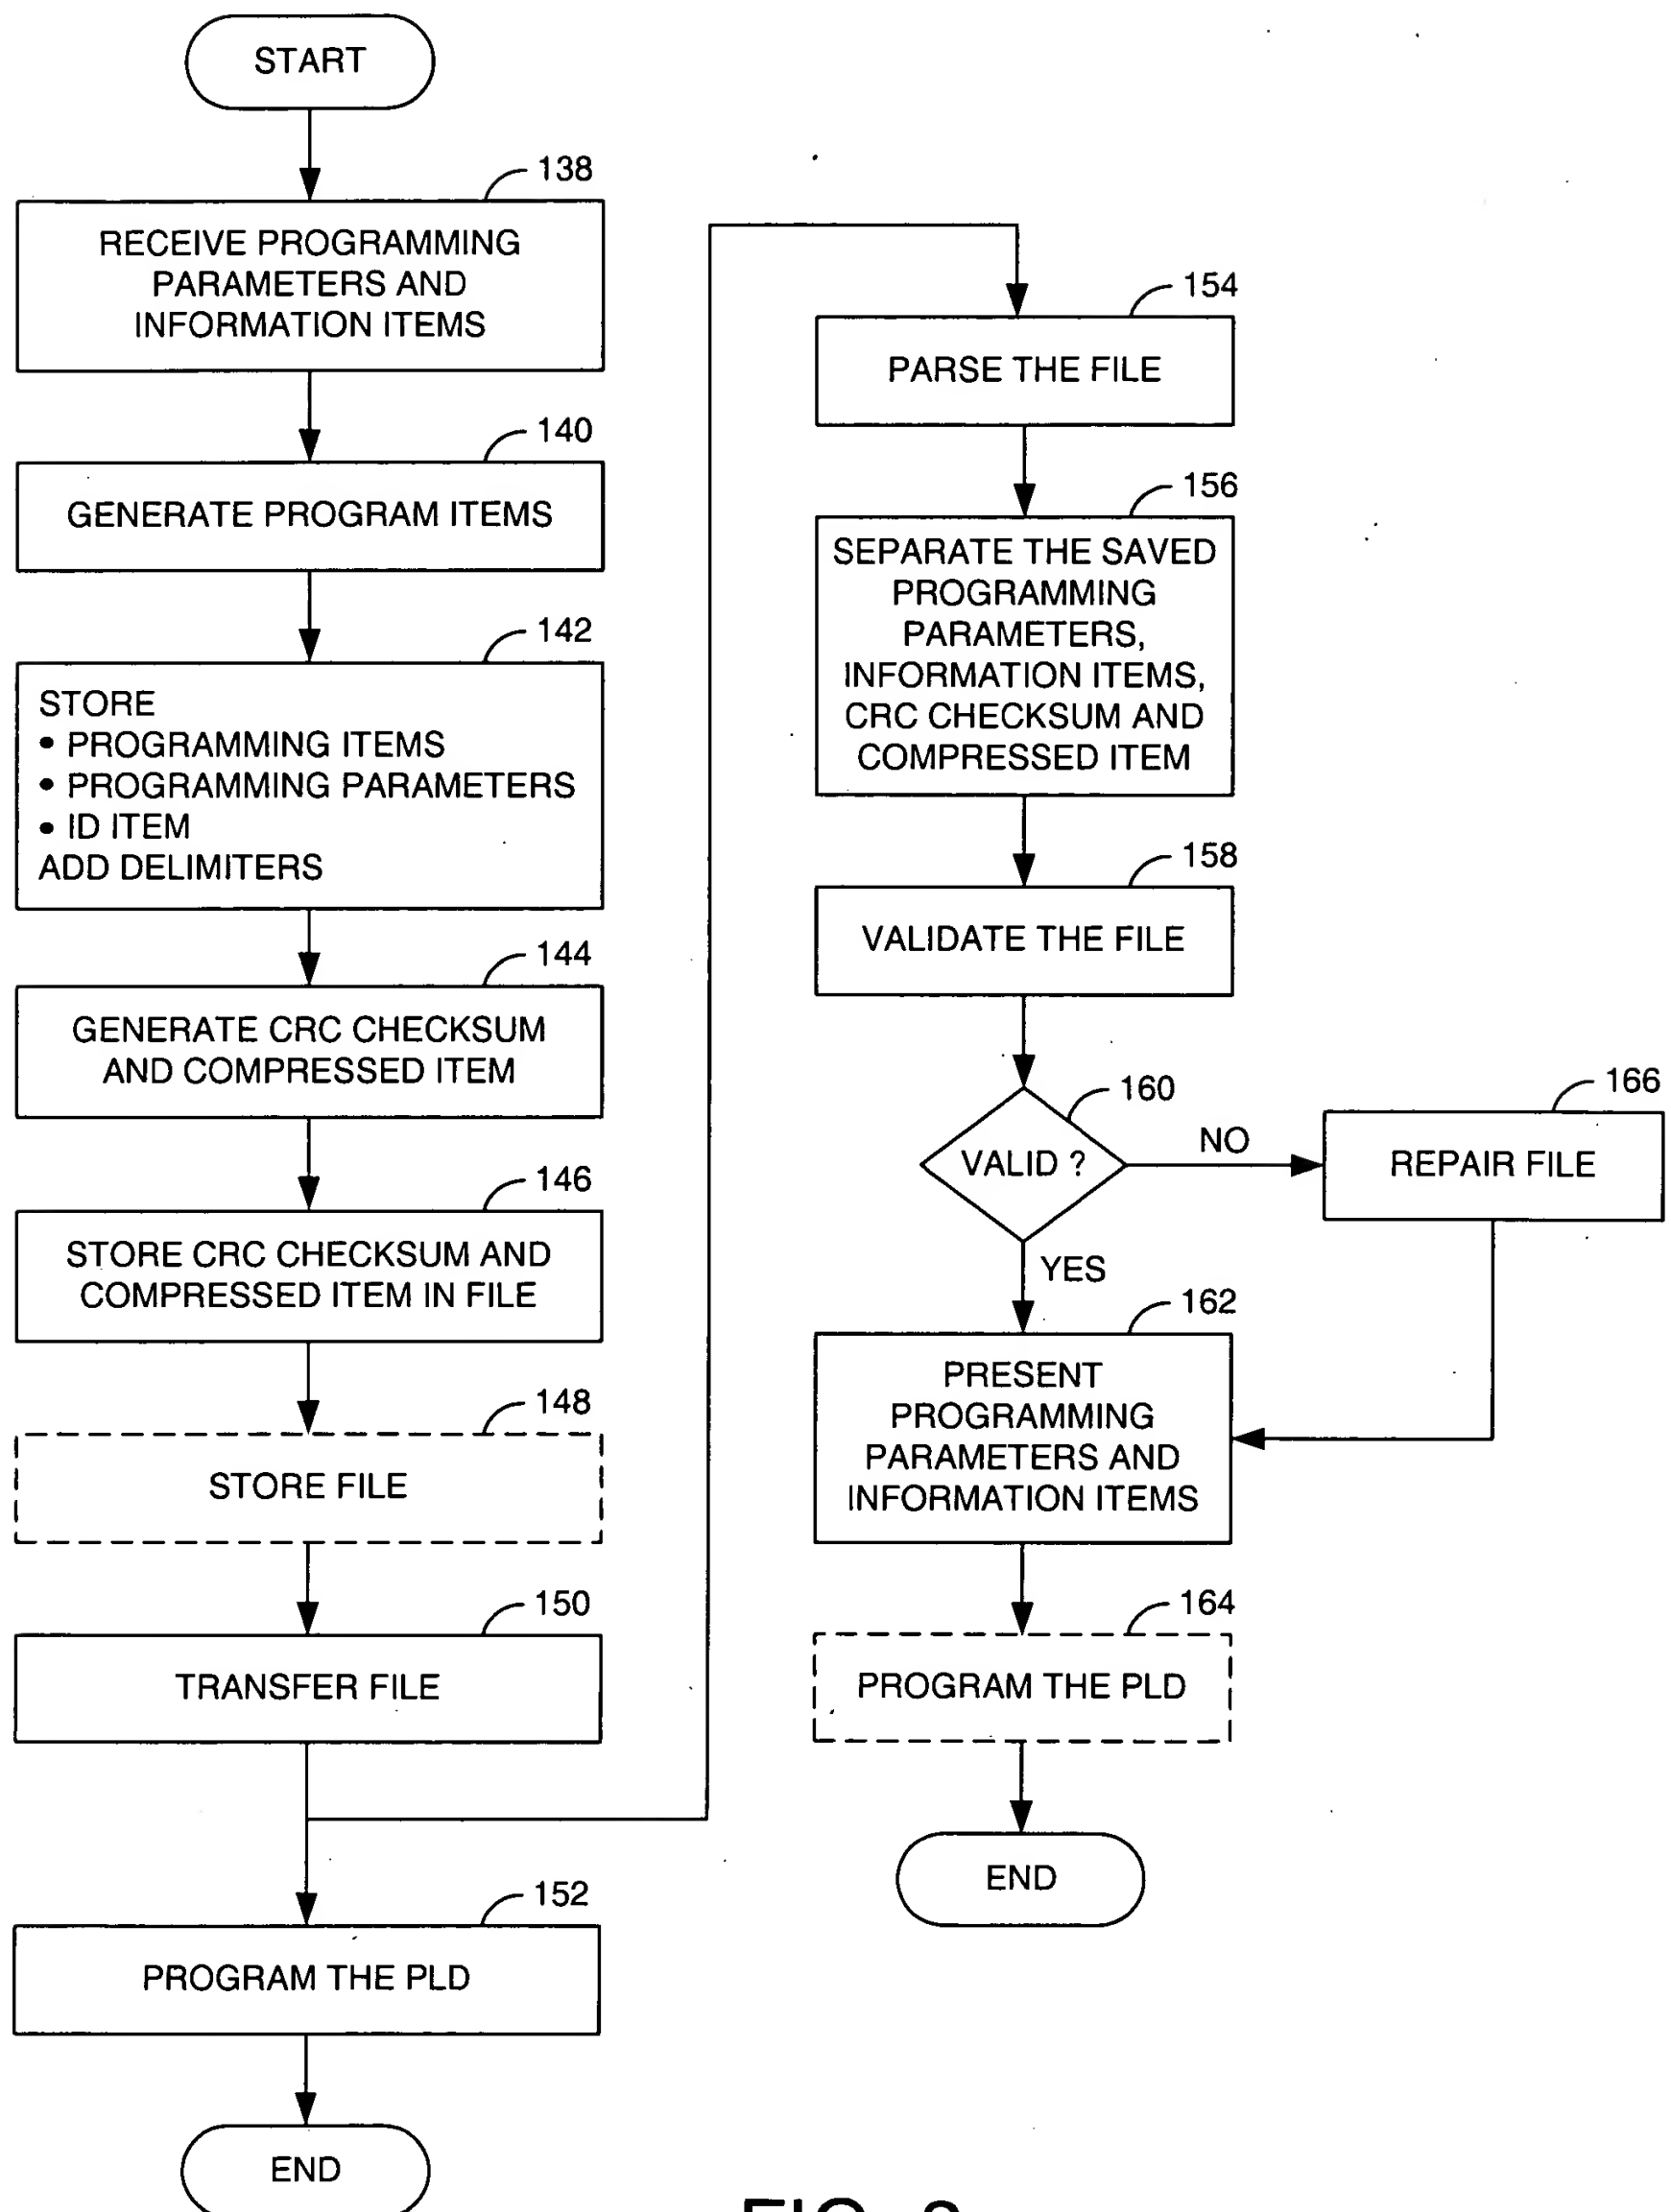 START
138
RECEIVE PROGRAMMING
PARAMETERS AND
INFORMATION ITEMS
140
GENERATE PROGRAM ITEMS
142
STORE
• PROGRAMMING ITEMS
• PROGRAMMING PARAMETERS
• ID ITEM
ADD DELIMITERS
144
GENERATE CRC CHECKSUM
AND COMPRESSED ITEM
146
STORE CRC CHECKSUM AND
COMPRESSED ITEM IN FILE
148
STORE FILE
150
TRANSFER FILE
152
PROGRAM THE PLD
END
154
PARSE THE FILE
156
SEPARATE THE SAVED
PROGRAMMING
PARAMETERS,
INFORMATION ITEMS,
CRC CHECKSUM AND
COMPRESSED ITEM
158
VALIDATE THE FILE
160
VALID ?
NO
166
REPAIR FILE
YES
162
PRESENT
PROGRAMMING
PARAMETERS AND
INFORMATION ITEMS
164
PROGRAM THE PLD
END
FIG.